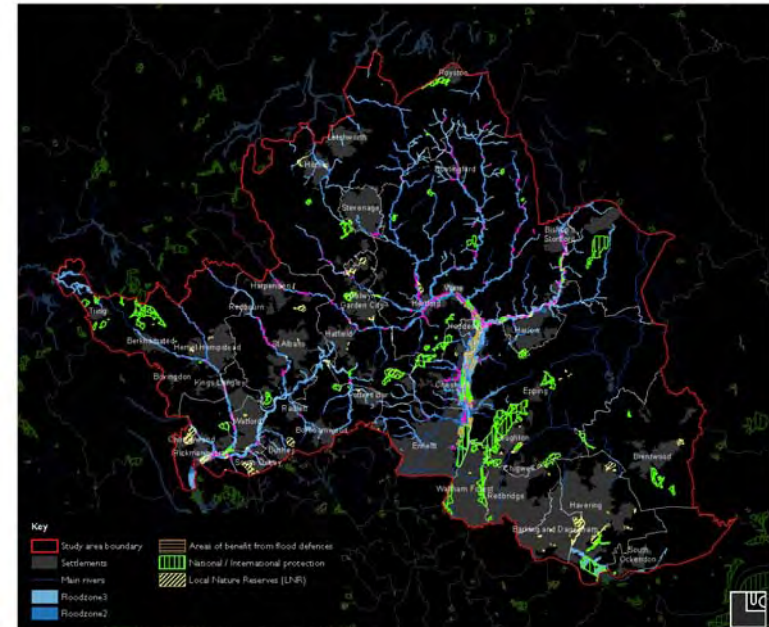 Royston
Letchworth
Hitchin
Buntingford
Stevenage
Bishop's
Stortford
Harpenden
Welwyn
Garden City
Ware
Hertford
Tring
Redbourn
Hatfield
Hoddesdon
Harlow
Berkhamsted
Hemel Hempstead
St Albans
Bovingdon
Kings Langley
Potters Bar
Epping
Radlett
Watford
Borehamwood
Chorleywood
Rickmansworth
Bushey
South Oxhey
Enfield
Loughton
Chigwell
Brentwood
Waltham Forest
Redbridge
Havering
Barking and Dagenham
South
Ockendon
Key
Study area boundary
Settlements
Main rivers
Floodzone3
Floodzone2
Areas of benefit from flood defences
National / International protection
Local Nature Reserves (LNR)
LUC